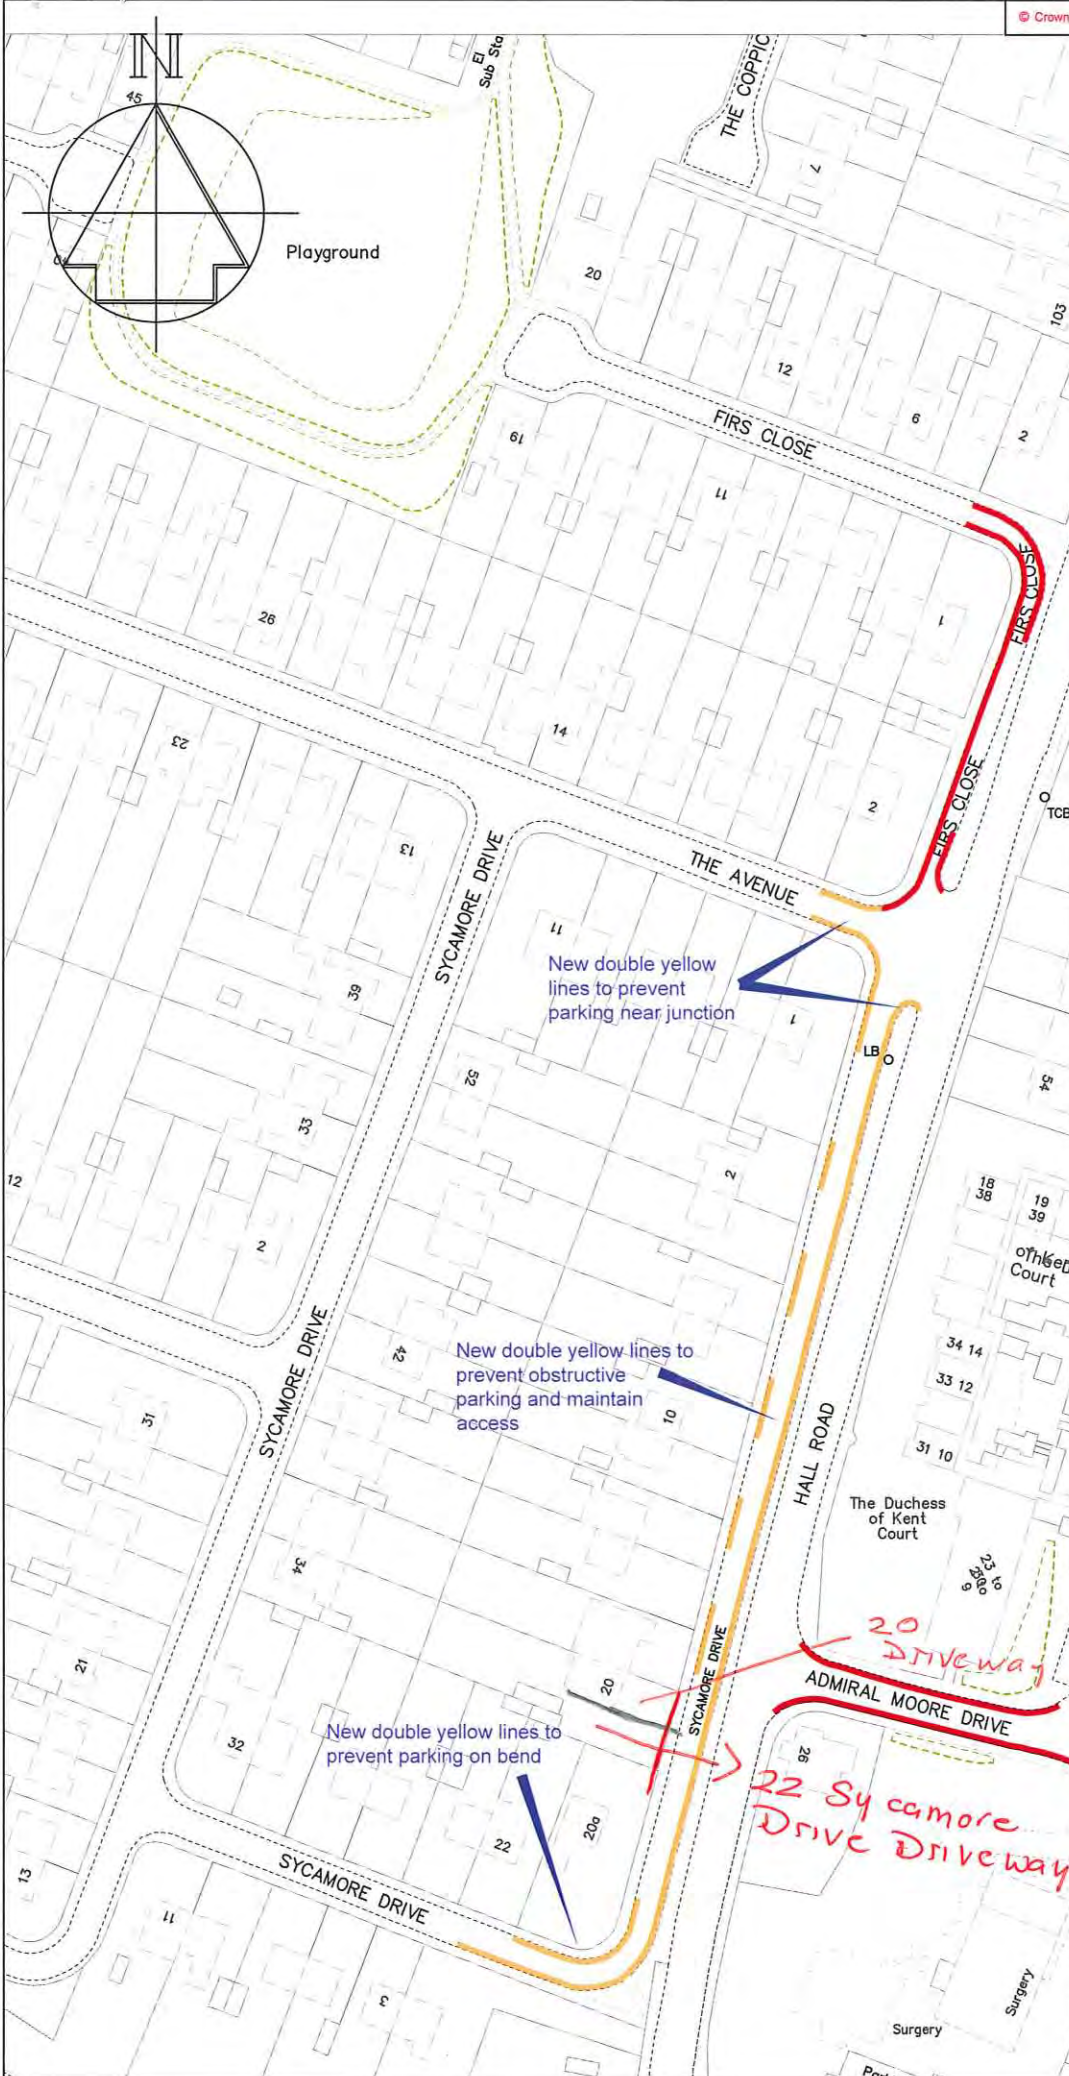 © Crown
N
45
El
Sub Sta
THE COPPIC
7
Playground
20
103
12
FIRS CLOSE
6
2
19
11
FIRS CLOSE
1
26
14
23
FIRS CLOSE
2
TCB
13
SYCAMORE DRIVE
THE AVENUE
11
New double yellow
lines to prevent
parking near junction
39
1
LB
52
54
33
2
12
18
38
19
39
2
Court
SYCAMORE DRIVE
42
New double yellow lines to
prevent obstructive
parking and maintain
access
34 14
33 12
31
10
HALL ROAD
31 10
The Duchess
of Kent
Court
34
23 to
9
20
Driveway
21
20
SYCAMORE DRIVE
ADMIRAL MOORE DRIVE
New double yellow lines to
prevent parking on bend
32
26
22 Sycamore
Drive Driveway
22
20a
13
SYCAMORE DRIVE
11
3
Surgery
Surgery